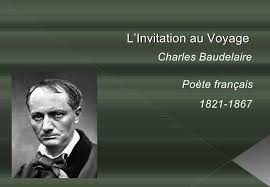 L'Invitation au Voyage
Charles Baudelaire
Poète français
1821-1867